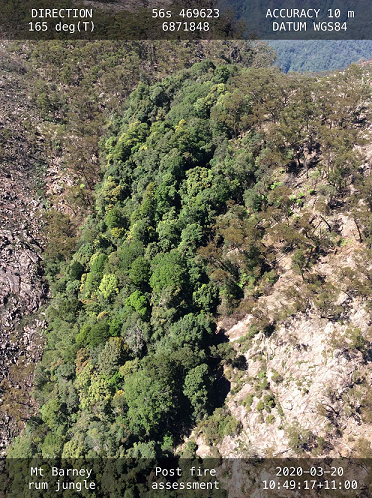 DIRECTION 56s 469623 ACCURACY 10 m
165 deg(T) 6871848 DATUM WGS84
Mt Barney Post fire 2020-03-20
rum jungle assessment 10:49:17+11:00